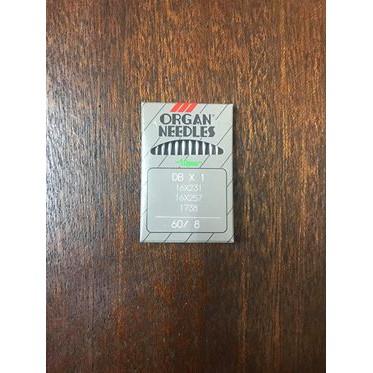 ORGAN
NEEDLES
DB X 1
16X231
16X257
1738
60/ 8